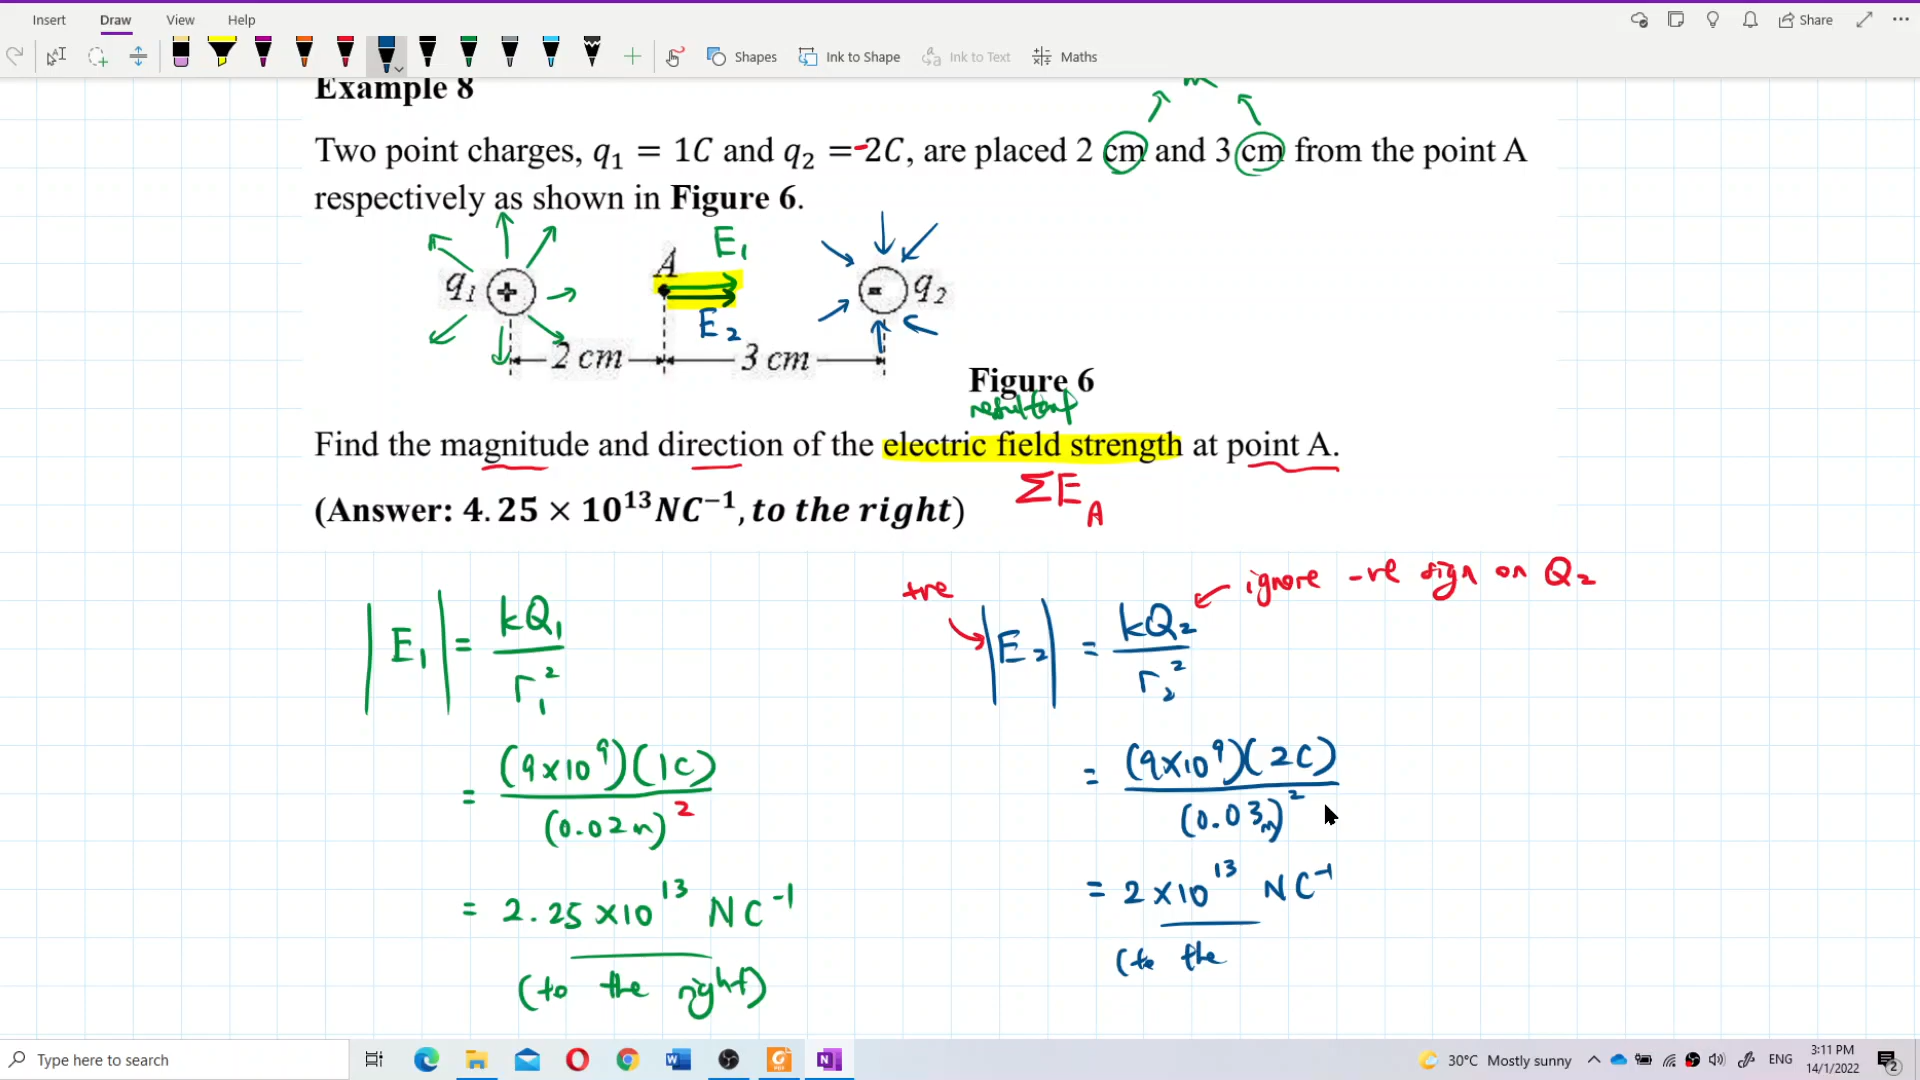 Insert Draw View Help Share
Shapes Ink to Shape Ink to Text Maths
Example 8
m
Two point charges, q₁ = 1C and q₂ = -2C, are placed 2 cm and 3 cm from the point A
respectively as shown in Figure 6.
E₁
A
q₁ + - q₂
E₂
2 cm 3 cm
Figure 6
resultant
Find the magnitude and direction of the electric field strength at point A.
ΣE_A
(Answer: 4.25 × 10¹³NC⁻¹, to the right)
|E₁| = kQ₁ / r₁²
= (9×10⁹)(1C) / (0.02m)²
= 2.25 ×10¹³ NC⁻¹
(to the right)
+ve
ignore -ve sign on Q₂
|E₂| = kQ₂ / r₂²
= (9×10⁹)(2C) / (0.03m)²
= 2 ×10¹³ NC⁻¹
(to the
Type here to search
30°C Mostly sunny
ENG
3:11 PM
14/1/2022
2